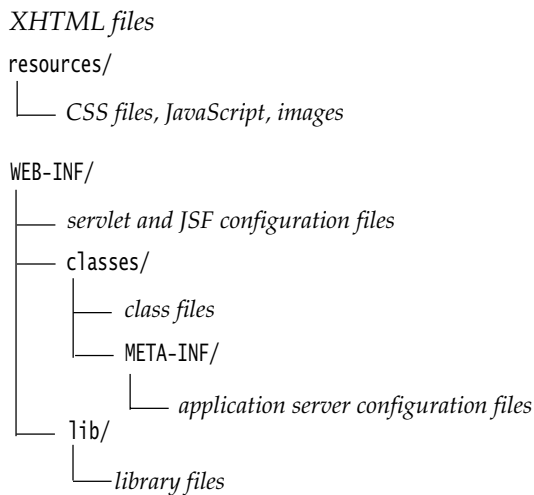 XHTML files
resources/
CSS files, JavaScript, images
WEB-INF/
servlet and JSF configuration files
classes/
class files
META-INF/
application server configuration files
lib/
library files